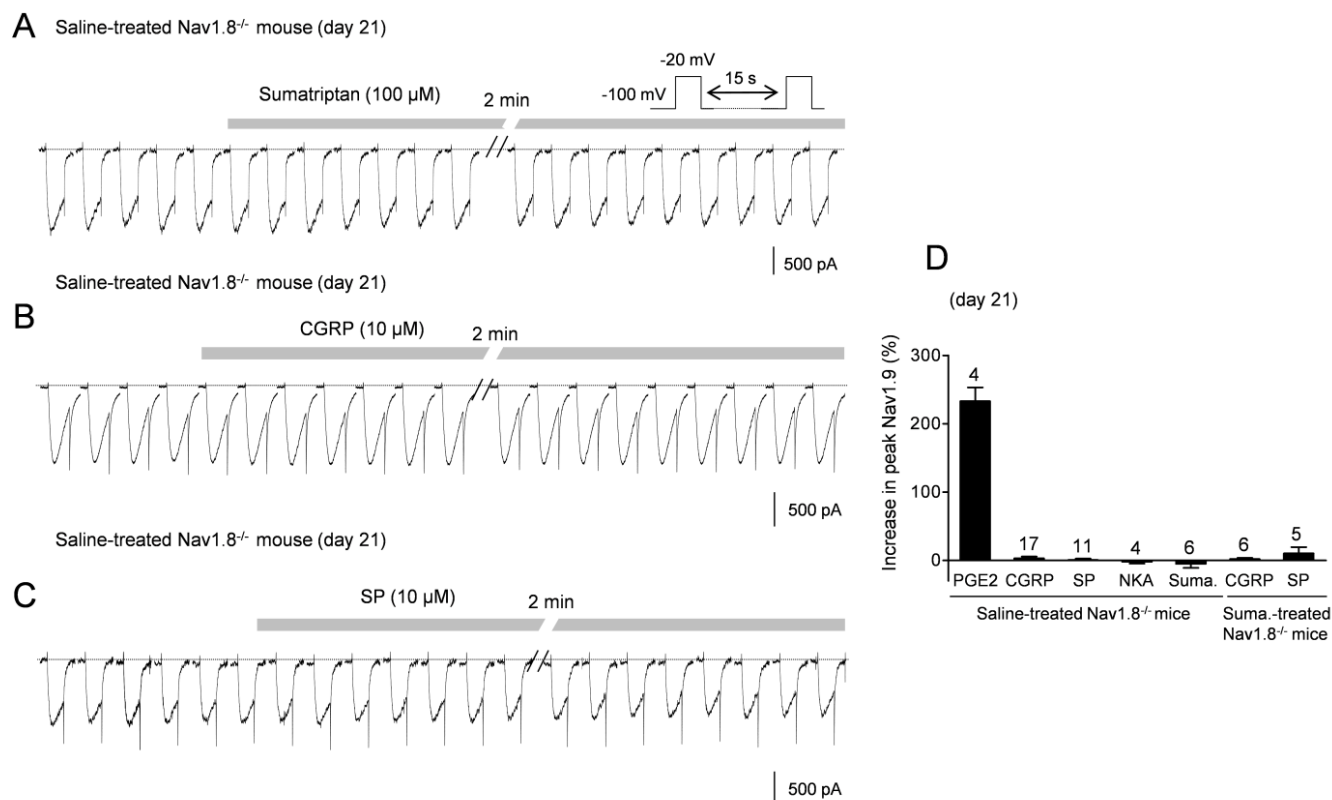 A Saline-treated Nav1.8-/- mouse (day 21)
-20 mV
15 s
-100 mV
Sumatriptan (100 µM)
2 min
500 pA
Saline-treated Nav1.8-/- mouse (day 21)
B
CGRP (10 µM)
2 min
500 pA
Saline-treated Nav1.8-/- mouse (day 21)
C
SP (10 µM)
2 min
500 pA
D
(day 21)
Increase in peak Nav1.9 (%)
300
200
100
0
4
17
11
4
6
6
5
PGE2 CGRP SP NKA Suma. CGRP SP
Saline-treated Nav1.8-/- mice
Suma.-treated
Nav1.8-/- mice